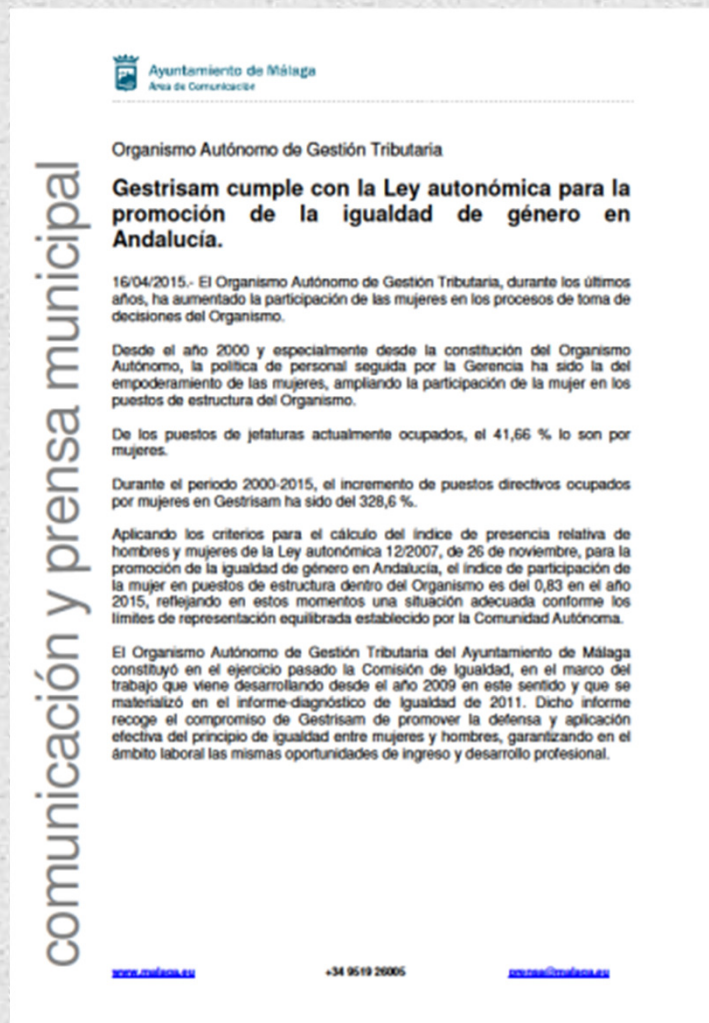 Ayuntamiento de Málaga
Área de Comunicación
comunicación y prensa municipal
Organismo Autónomo de Gestión Tributaria
Gestrisam cumple con la Ley autonómica para la
promoción de la igualdad de género en
Andalucía.
16/04/2015.- El Organismo Autónomo de Gestión Tributaria, durante los últimos
años, ha aumentado la participación de las mujeres en los procesos de toma de
decisiones del Organismo.
Desde el año 2000 y especialmente desde la constitución del Organismo
Autónomo, la política de personal seguida por la Gerencia ha sido la del
empoderamiento de las mujeres, ampliando la participación de la mujer en los
puestos de estructura del Organismo.
De los puestos de jefaturas actualmente ocupados, el 41,66 % lo son por
mujeres.
Durante el periodo 2000-2015, el incremento de puestos directivos ocupados
por mujeres en Gestrisam ha sido del 328,6 %.
Aplicando los criterios para el cálculo del índice de presencia relativa de
hombres y mujeres de la Ley autonómica 12/2007, de 26 de noviembre, para la
promoción de la igualdad de género en Andalucía, el índice de participación de
la mujer en puestos de estructura dentro del Organismo es del 0,83 en el año
2015, reflejando en estos momentos una situación adecuada conforme los
límites de representación equilibrada establecido por la Comunidad Autónoma.
El Organismo Autónomo de Gestión Tributaria del Ayuntamiento de Málaga
constituyó en el ejercicio pasado la Comisión de Igualdad, en el marco del
trabajo que viene desarrollando desde el año 2009 en este sentido y que se
materializó en el informe-diagnóstico de Igualdad de 2011. Dicho informe
recoge el compromiso de Gestrisam de promover la defensa y aplicación
efectiva del principio de igualdad entre mujeres y hombres, garantizando en el
ámbito laboral las mismas oportunidades de ingreso y desarrollo profesional.
www.malaga.eu
+34 9519 26005
prensa@malaga.eu